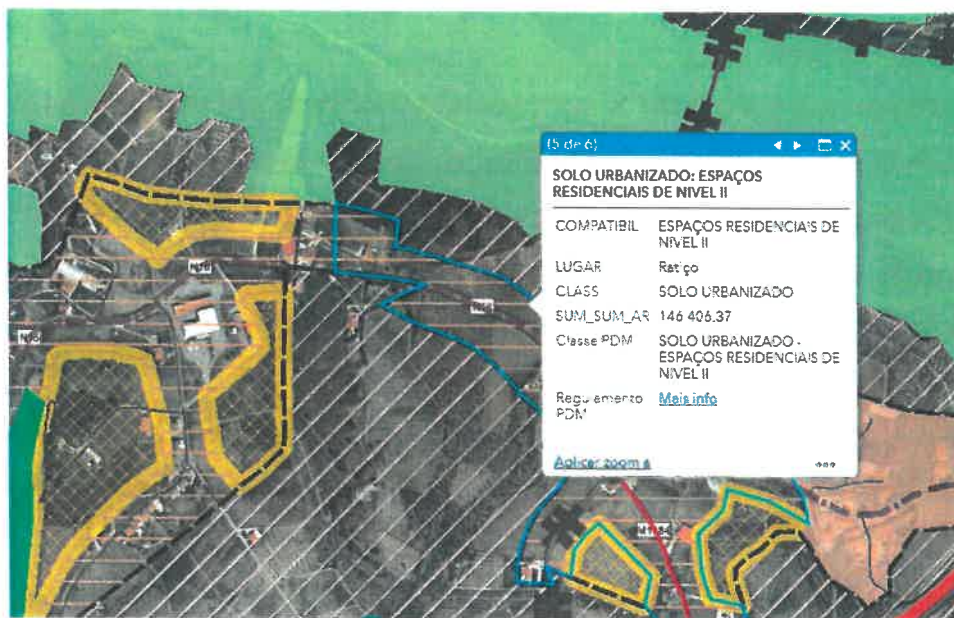 (5 de 6)
SOLO URBANIZADO: ESPAÇOS
RESIDENCIAIS DE NIVEL II
COMPATIBIL ESPAÇOS RESIDENCIAIS DE
NIVEL II
LUGAR Ratiço
CLASS SOLO URBANIZADO
SUM_SUM_AR 146 406,37
Classe PDM SOLO URBANIZADO -
ESPAÇOS RESIDENCIAIS DE
NIVEL II
Regulamento Mais info
PDM
Aplicar zoom a